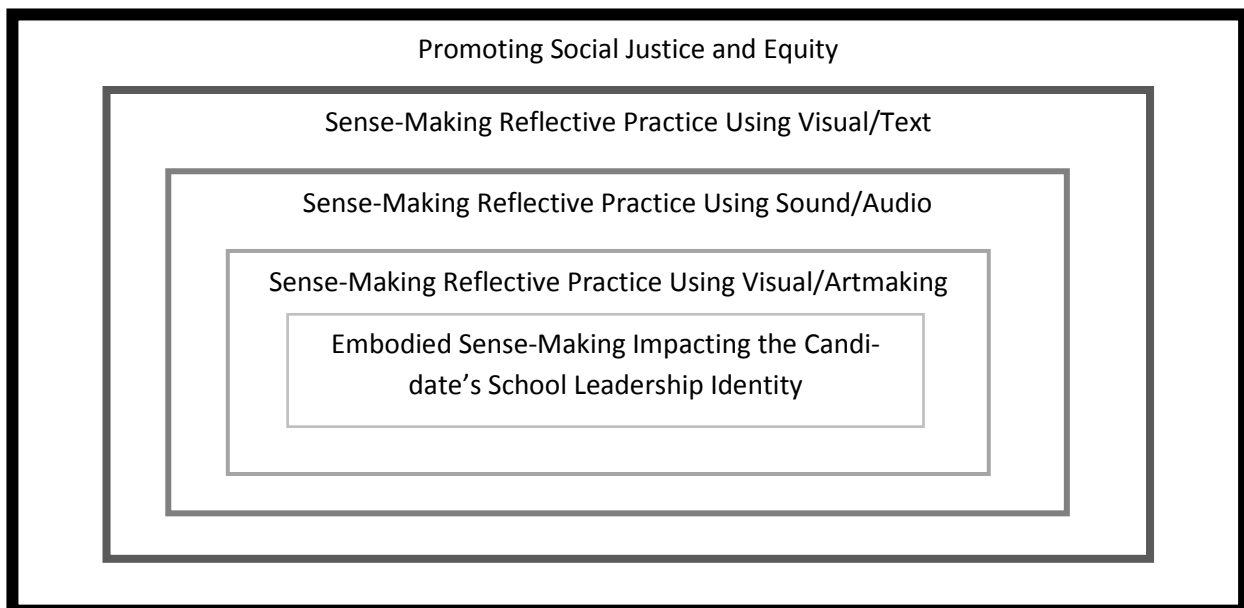 Promoting Social Justice and Equity
Sense-Making Reflective Practice Using Visual/Text
Sense-Making Reflective Practice Using Sound/Audio
Sense-Making Reflective Practice Using Visual/Artmaking
Embodied Sense-Making Impacting the Candi-
date’s School Leadership Identity